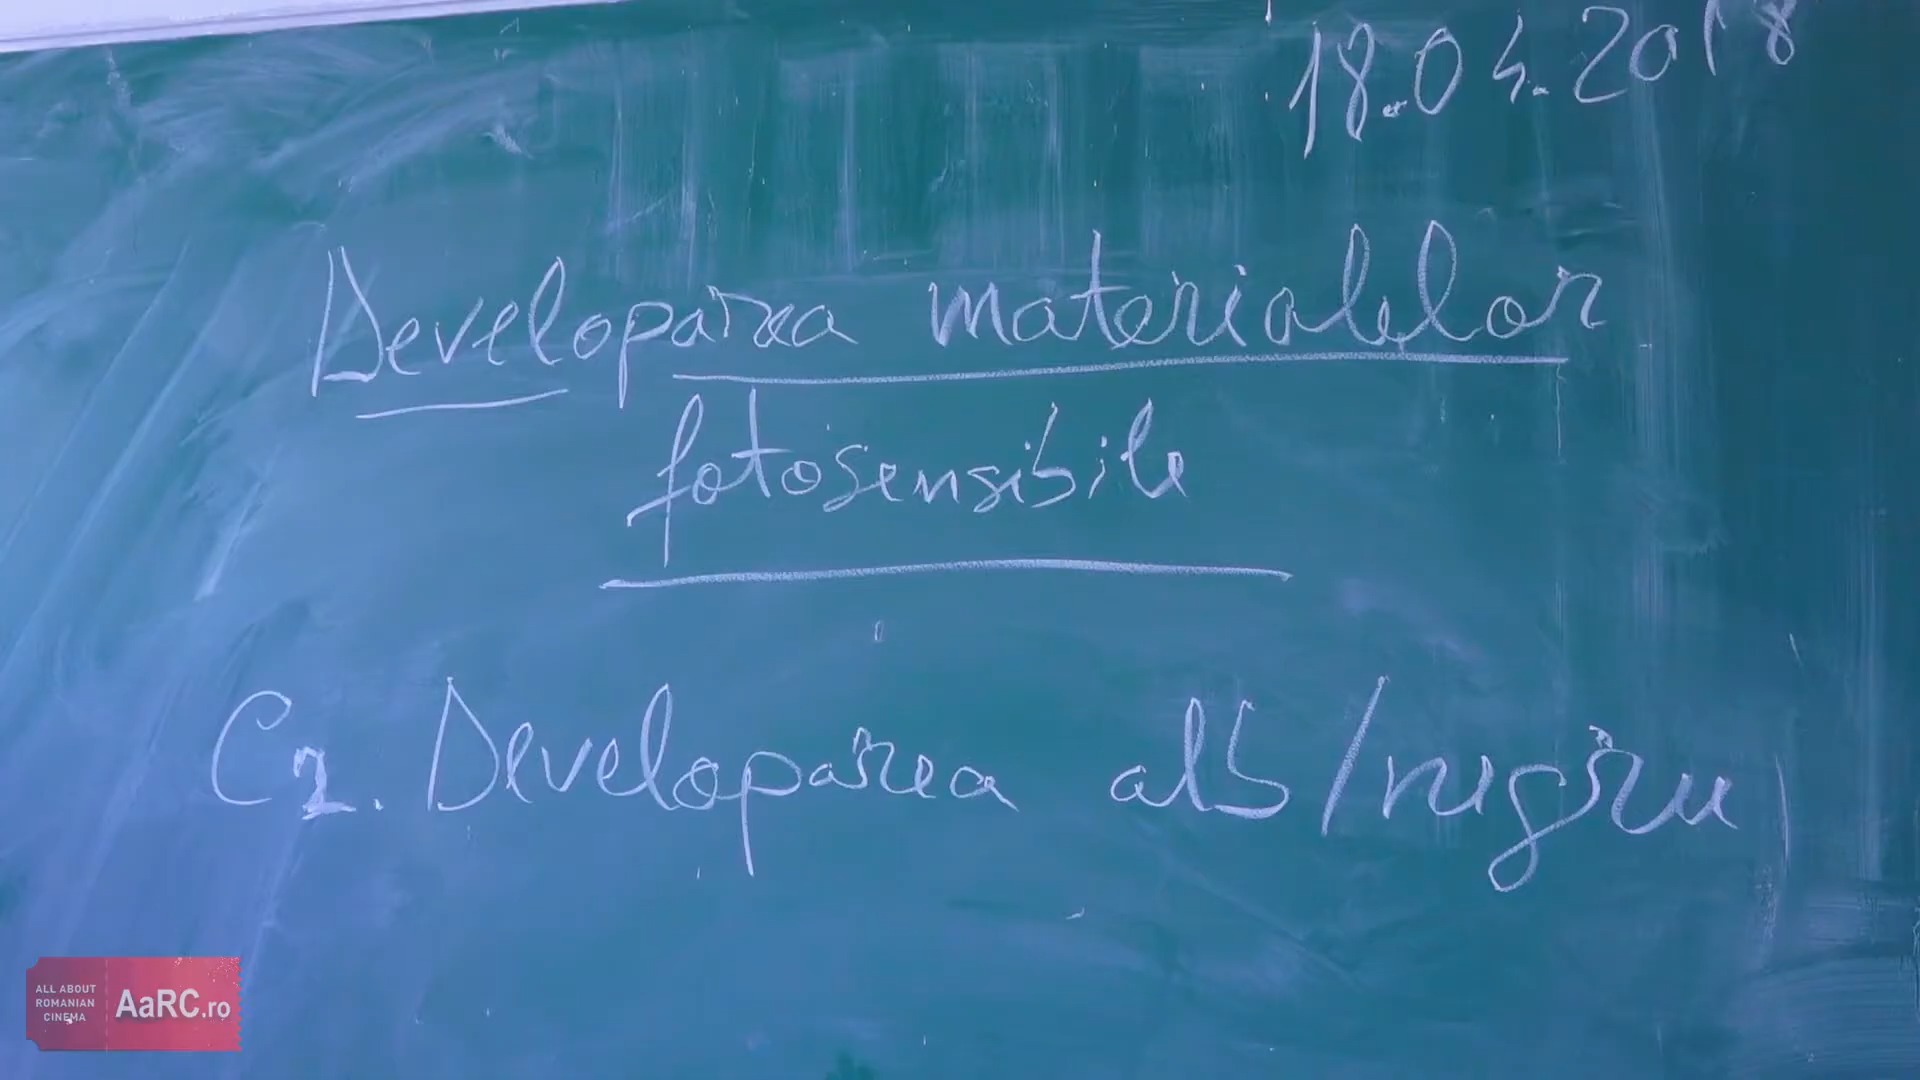 18.04.2018
Developarea materialelor
fotosensibile
C2. Developarea alb/negru
ALL ABOUT
ROMANIAN
CINEMA
AaRC.ro